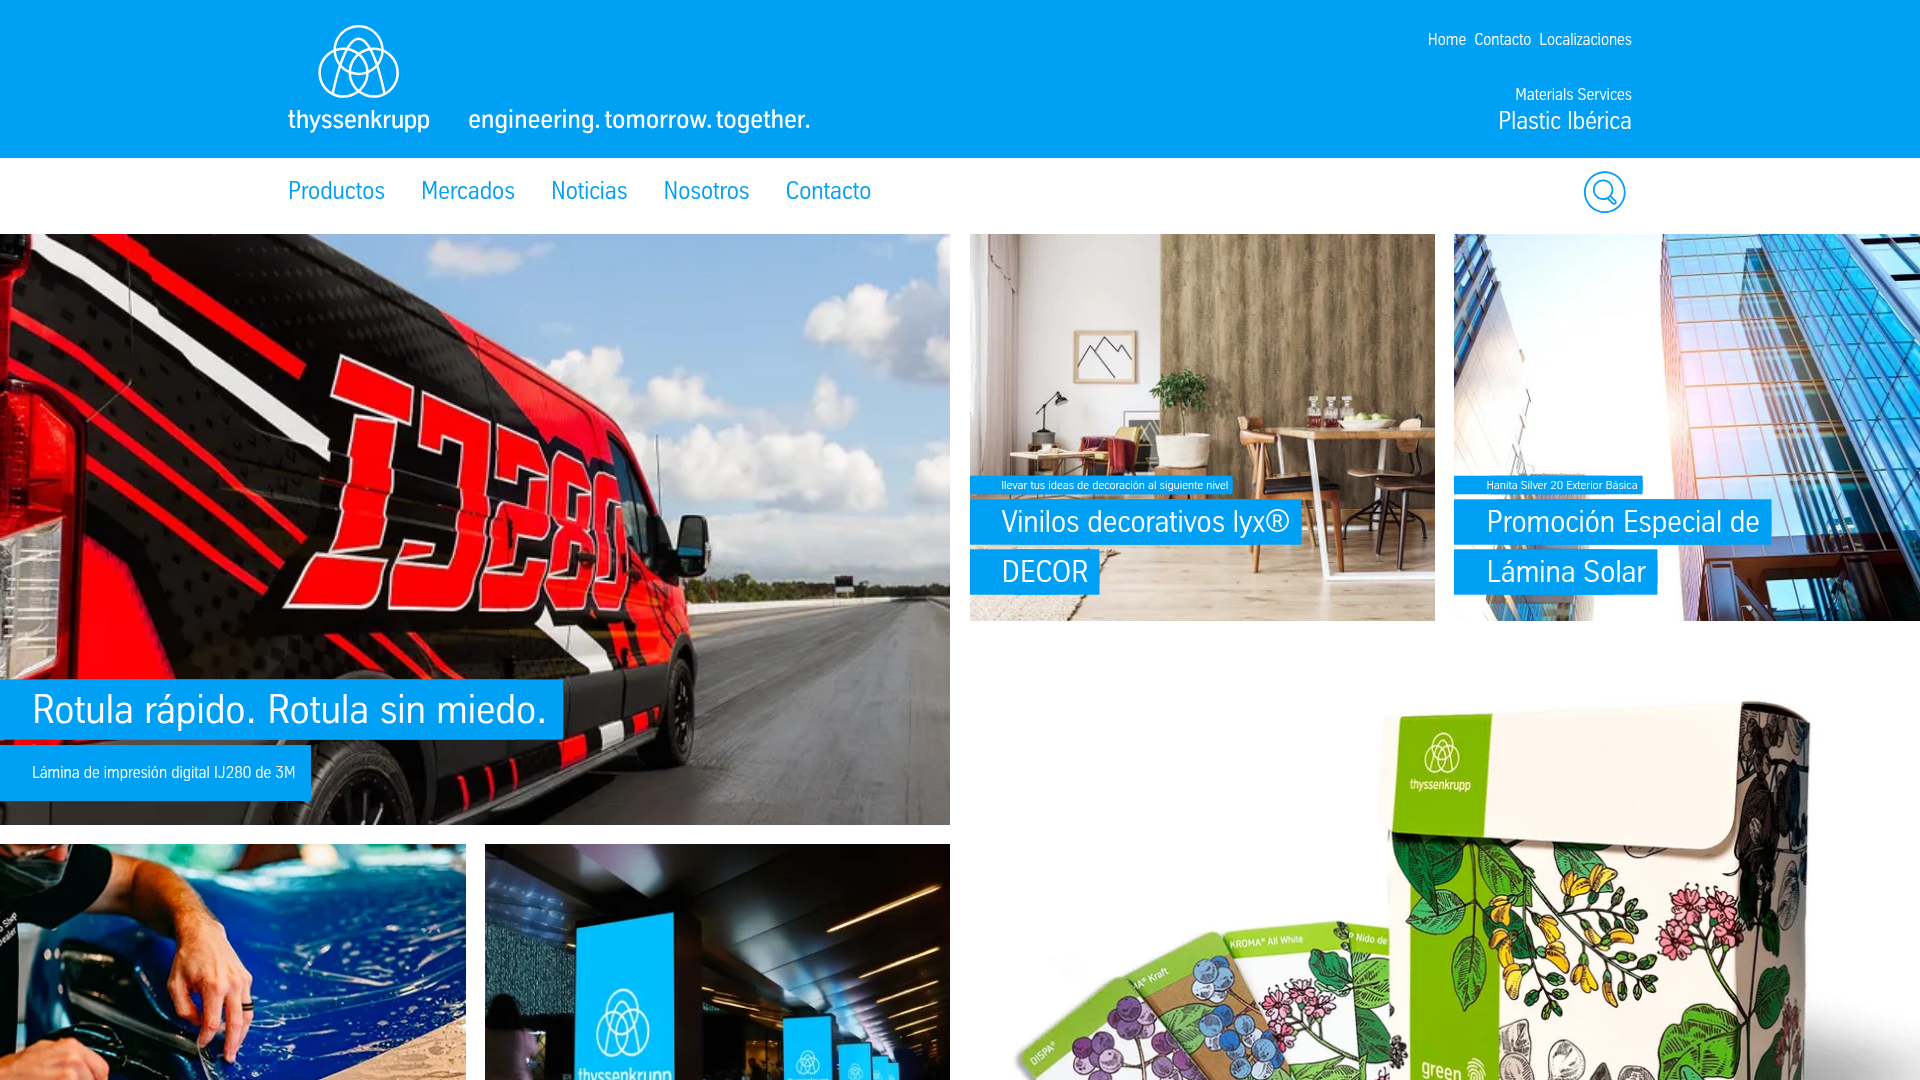 Home Contacto Localizaciones
thyssenkrupp
engineering. tomorrow. together.
Materials Services
Plastic Ibérica
Productos Mercados Noticias Nosotros Contacto
IJ280
Rotula rápido. Rotula sin miedo.
Lámina de impresión digital IJ280 de 3M
llevar tus ideas de decoración al siguiente nivel
Vinilos decorativos lyx®
DECOR
Hanita Silver 20 Exterior Básica
Promoción Especial de
Lámina Solar
thyssenkrupp
thyssenkrupp
KROMA® All White
o Nido de
A® Kraft
DISPA®
green